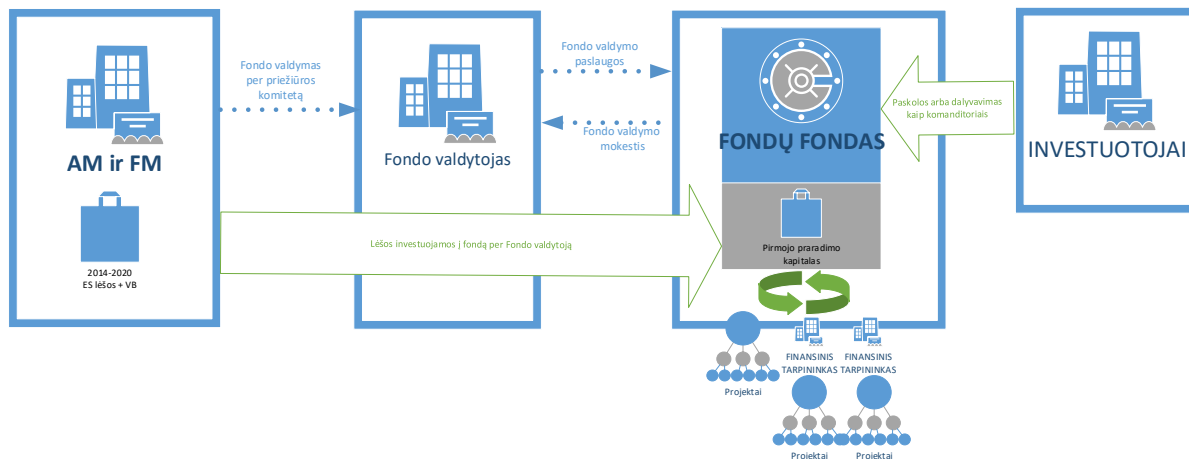 AM ir FM
2014-2020
ES lėšos + VB
Fondo valdymas
per priežiūros
komitetą
Fondo valdytojas
Fondo valdymo
paslaugos
Fondo valdymo
mokestis
Lėšos investuojamos į fondą per Fondo valdytoją
FONDŲ FONDAS
Pirmojo praradimo
kapitalas
Paskolos arba dalyvavimas
kaip komanditoriais
INVESTUOTOJAI
Projektai
FINANSINIS
TARPININKAS
Projektai
FINANSINIS
TARPININKAS
Projektai